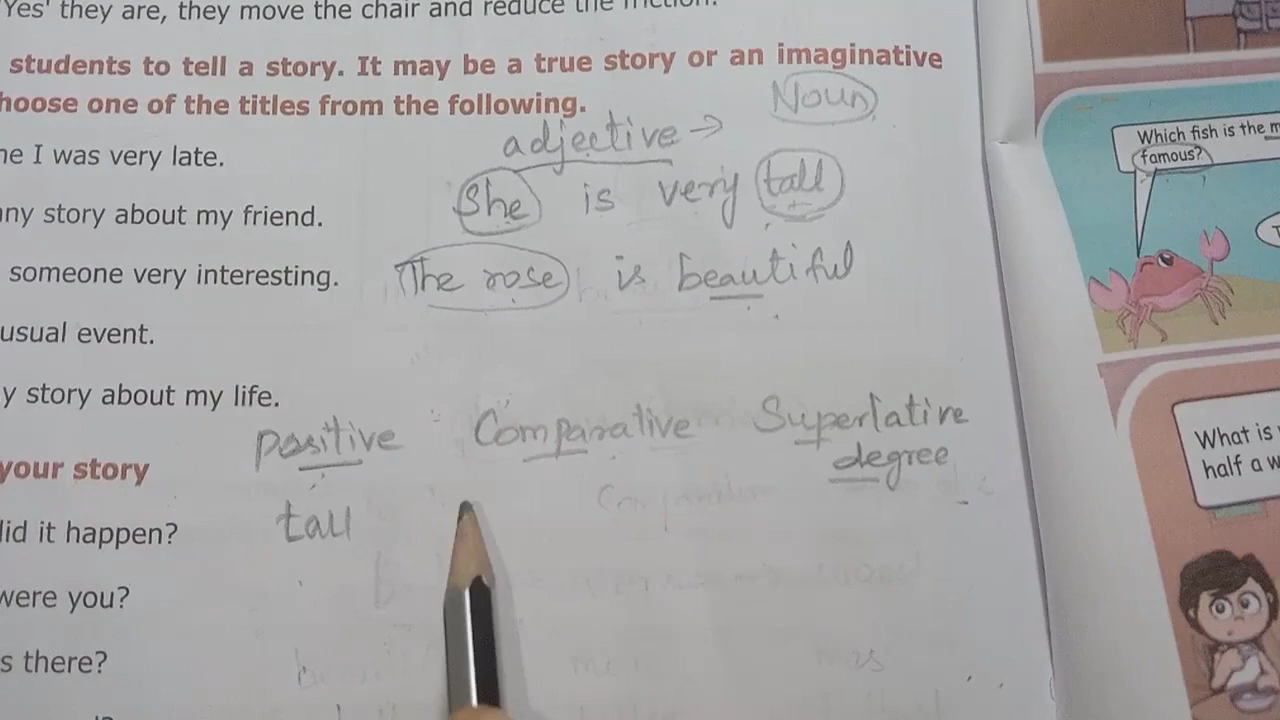 Yes' they are, they move the chair and reduce the friction.
students to tell a story. It may be a true story or an imaginative
hoose one of the titles from the following.
Noun
adjective →
ne I was very late.
She is very tall
nny story about my friend.
The rose is beautiful
someone very interesting.
usual event.
y story about my life.
positive Comparative Superlative
degree
your story
tall
did it happen?
were you?
s there?
Which fish is the m
famous?
What is
half a w